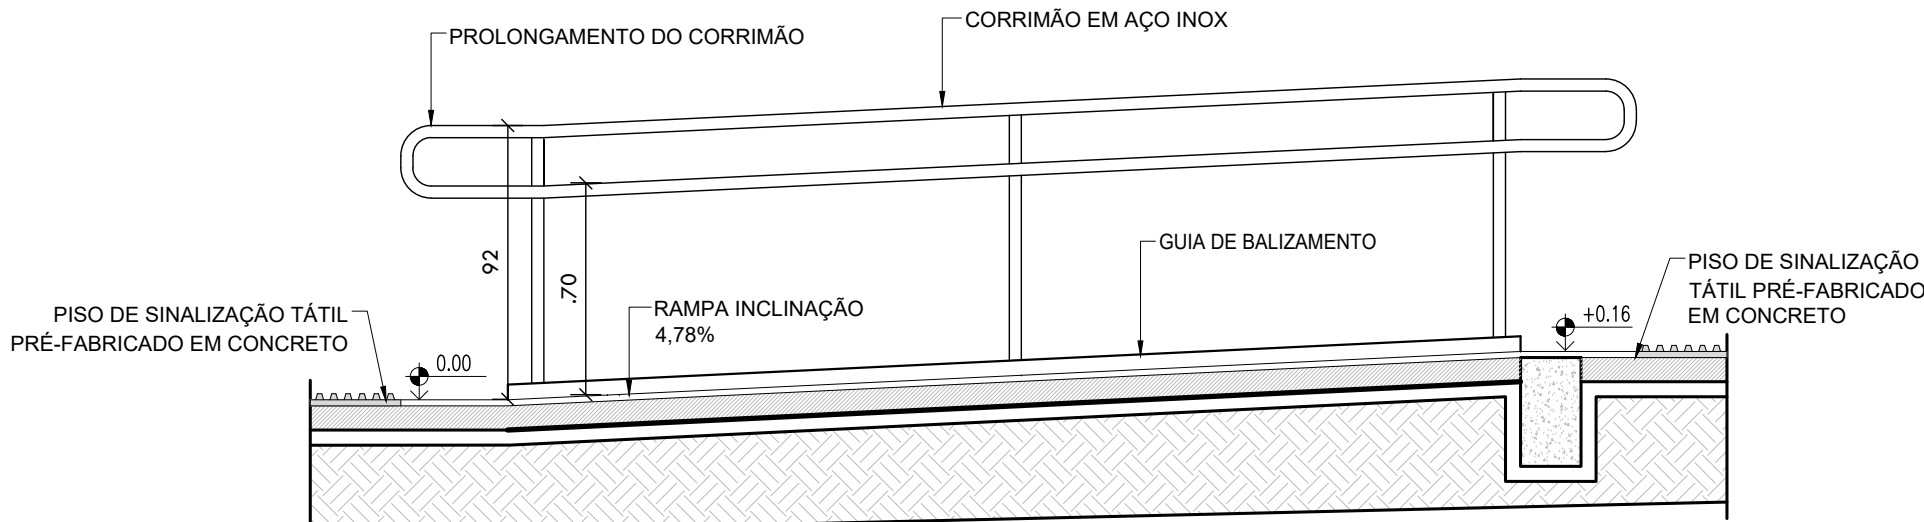 PROLONGAMENTO DO CORRIMÃO
CORRIMÃO EM AÇO INOX
92
.70
GUIA DE BALIZAMENTO
RAMPA INCLINAÇÃO
4,78%
PISO DE SINALIZAÇÃO TÁTIL
PRÉ-FABRICADO EM CONCRETO
0.00
+0.16
PISO DE SINALIZAÇÃO
TÁTIL PRÉ-FABRICADO
EM CONCRETO